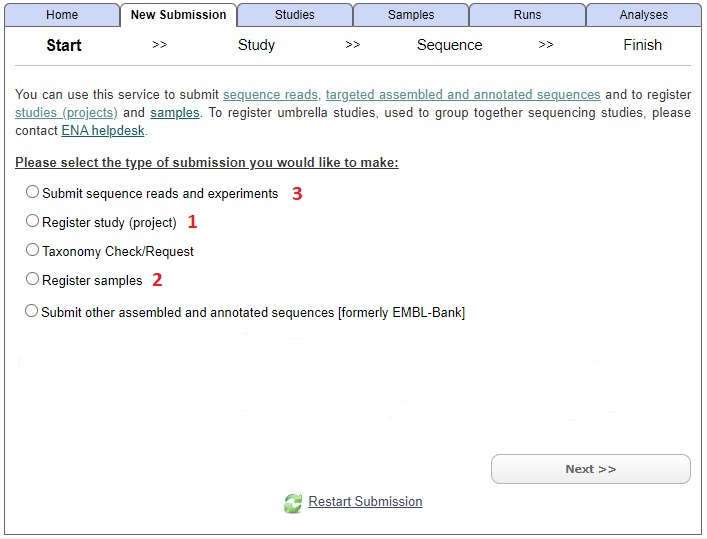 Home New Submission Studies Samples Runs Analyses
Start >> Study >> Sequence >> Finish
You can use this service to submit sequence reads, targeted assembled and annotated sequences and to register
studies (projects) and samples. To register umbrella studies, used to group together sequencing studies, please
contact ENA helpdesk.
Please select the type of submission you would like to make:
Submit sequence reads and experiments 3
Register study (project) 1
Taxonomy Check/Request
Register samples 2
Submit other assembled and annotated sequences [formerly EMBL-Bank]
Next >>
Restart Submission